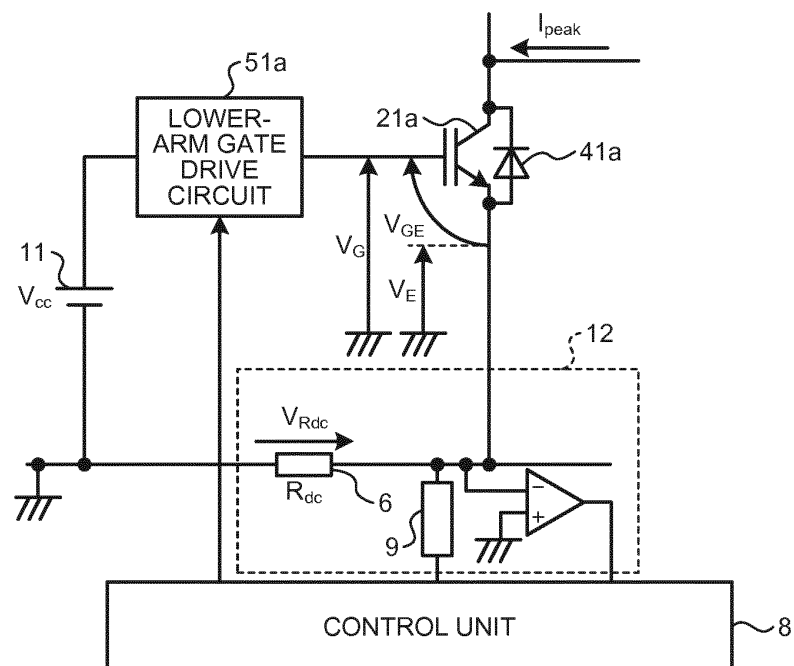 I_peak
51a
LOWER-
ARM GATE
DRIVE
CIRCUIT
21a
41a
11
V_cc
V_G
V_GE
V_E
12
V_Rdc
R_dc
6
9
−
+
CONTROL UNIT
8